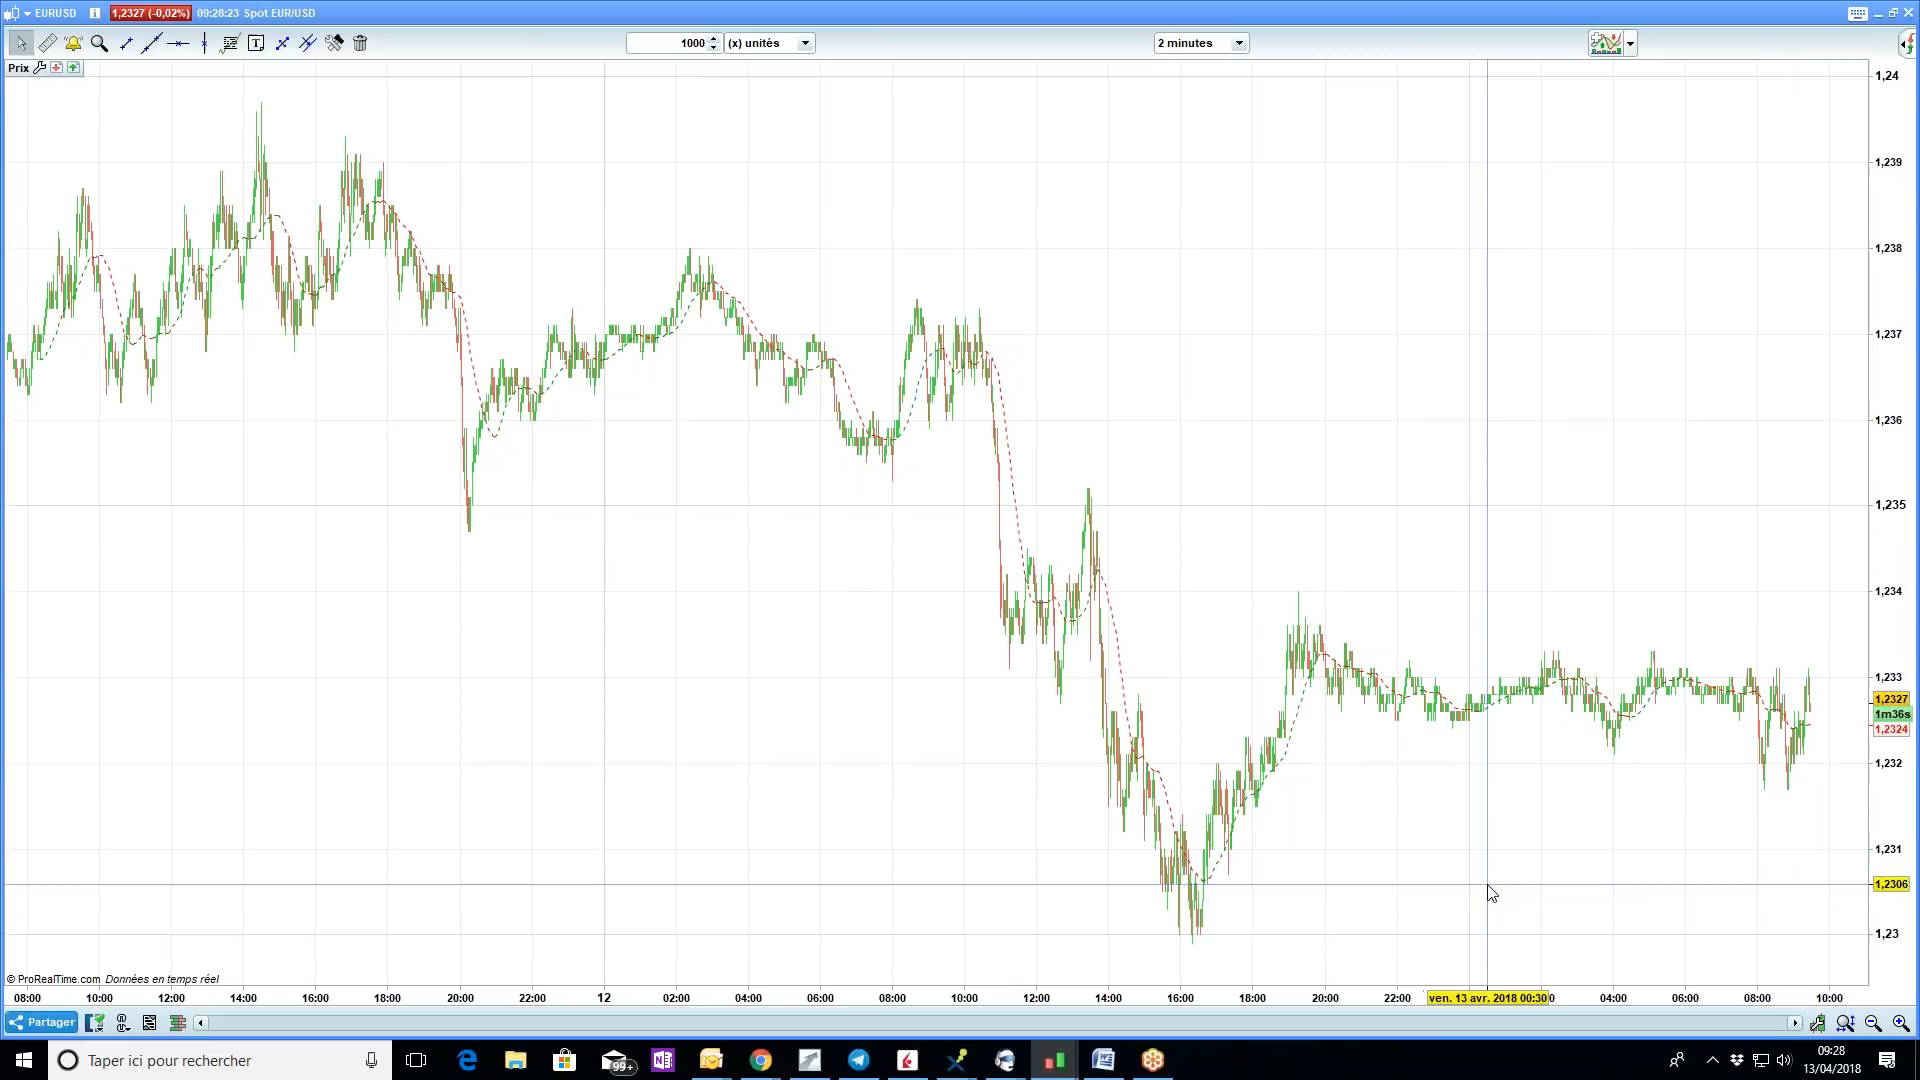 EURUSD 1,2327 (-0,02%) 09:28:23 Spot EUR/USD
1000 (x) unités 2 minutes
Prix
1,24
1,239
1,238
1,237
1,236
1,235
1,234
1,233
1,2327
1m36s
1,2324
1,232
1,231
1,2306
1,23
© ProRealTime.com Données en temps réel
08:00 10:00 12:00 14:00 16:00 18:00 20:00 22:00 12 02:00 04:00 06:00 08:00 10:00 12:00 14:00 16:00 18:00 20:00 22:00 ven. 13 avr. 2018 00:30 04:00 06:00 08:00 10:00
Partager
Taper ici pour rechercher
99+
09:28
13/04/2018